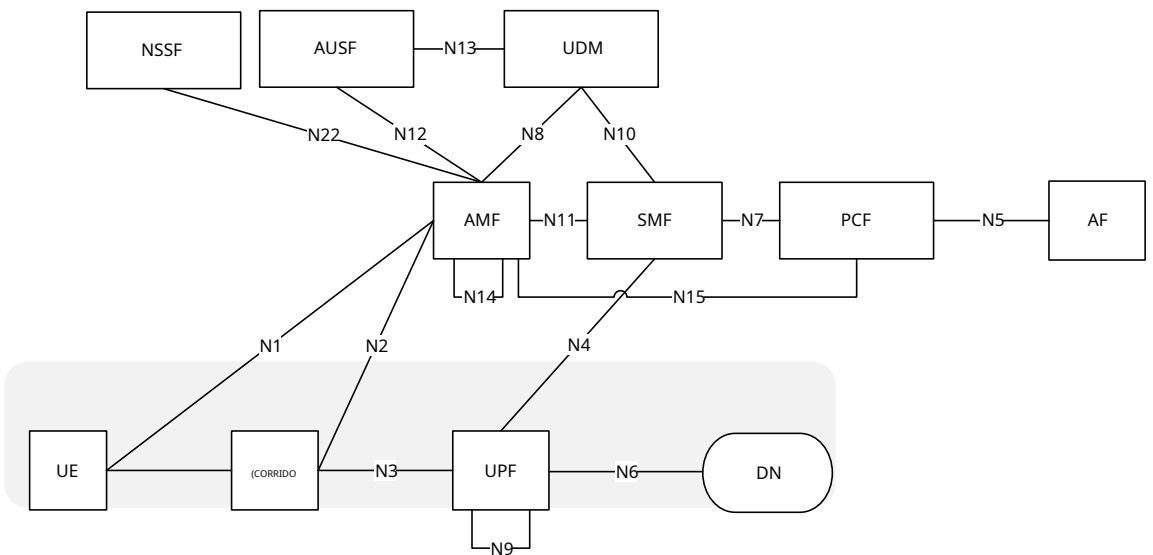 NSSF
AUSF
N13
UDM
N22
N12
N8
N10
AMF
N11
SMF
N7
PCF
N5
AF
N14
N15
N1
N2
N4
UE
(CORRIDO
N3
UPF
N6
DN
N9